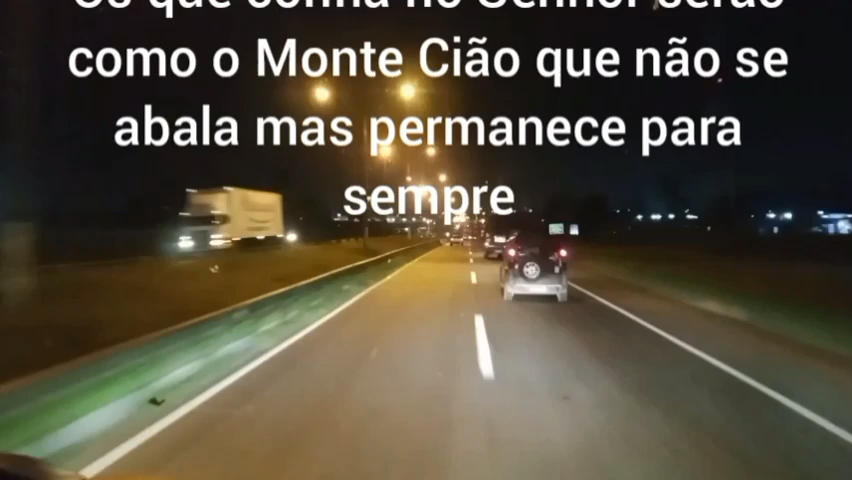 Os que confia no Senhor serão
como o Monte Cião que não se
abala mas permanece para
sempre